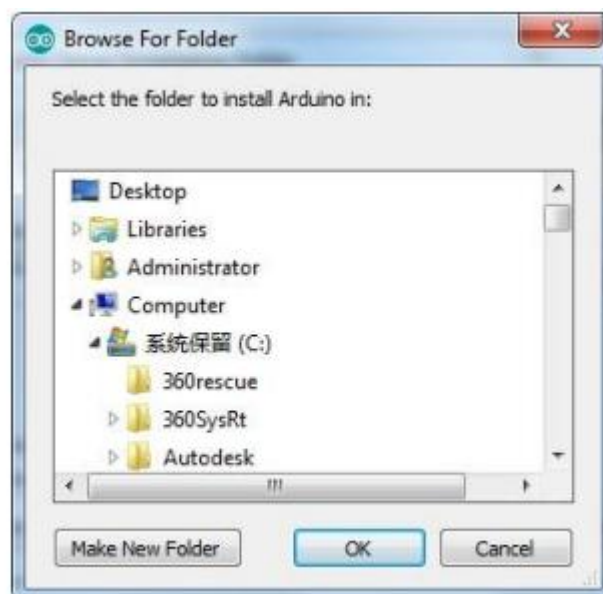 Browse For Folder
Select the folder to install Arduino in:
Desktop
Libraries
Administrator
Computer
系统保留 (C:)
360rescue
360SysRt
Autodesk
Make New Folder
OK
Cancel